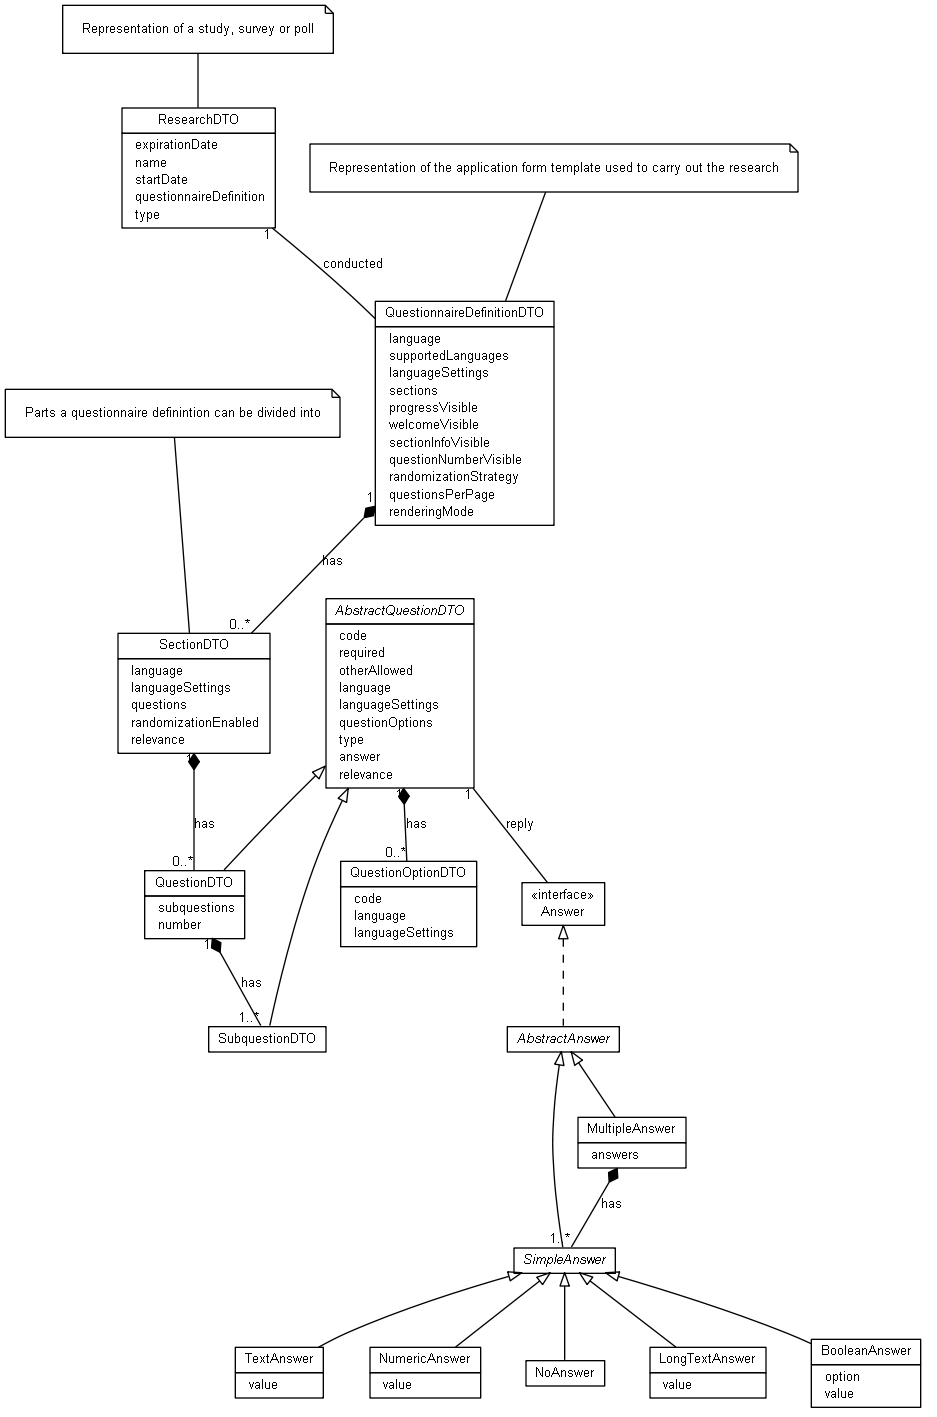 Representation of a study, survey or poll
ResearchDTO
expirationDate
name
startDate
questionnaireDefinition
type
1
conducted
Representation of the application form template used to carry out the research
QuestionnaireDefinitionDTO
language
supportedLanguages
languageSettings
sections
progressVisible
welcomeVisible
sectionInfoVisible
questionNumberVisible
randomizationStrategy
questionsPerPage
renderingMode
Parts a questionnaire definintion can be divided into
1
has
0..*
SectionDTO
language
languageSettings
questions
randomizationEnabled
relevance
1
has
0..*
AbstractQuestionDTO
code
required
otherAllowed
language
languageSettings
questionOptions
type
answer
relevance
1
has
0..*
1
reply
QuestionDTO
subquestions
number
1
has
1..*
SubquestionDTO
QuestionOptionDTO
code
language
languageSettings
«interface»
Answer
AbstractAnswer
MultipleAnswer
answers
has
1..*
SimpleAnswer
TextAnswer
value
NumericAnswer
value
NoAnswer
LongTextAnswer
value
BooleanAnswer
option
value